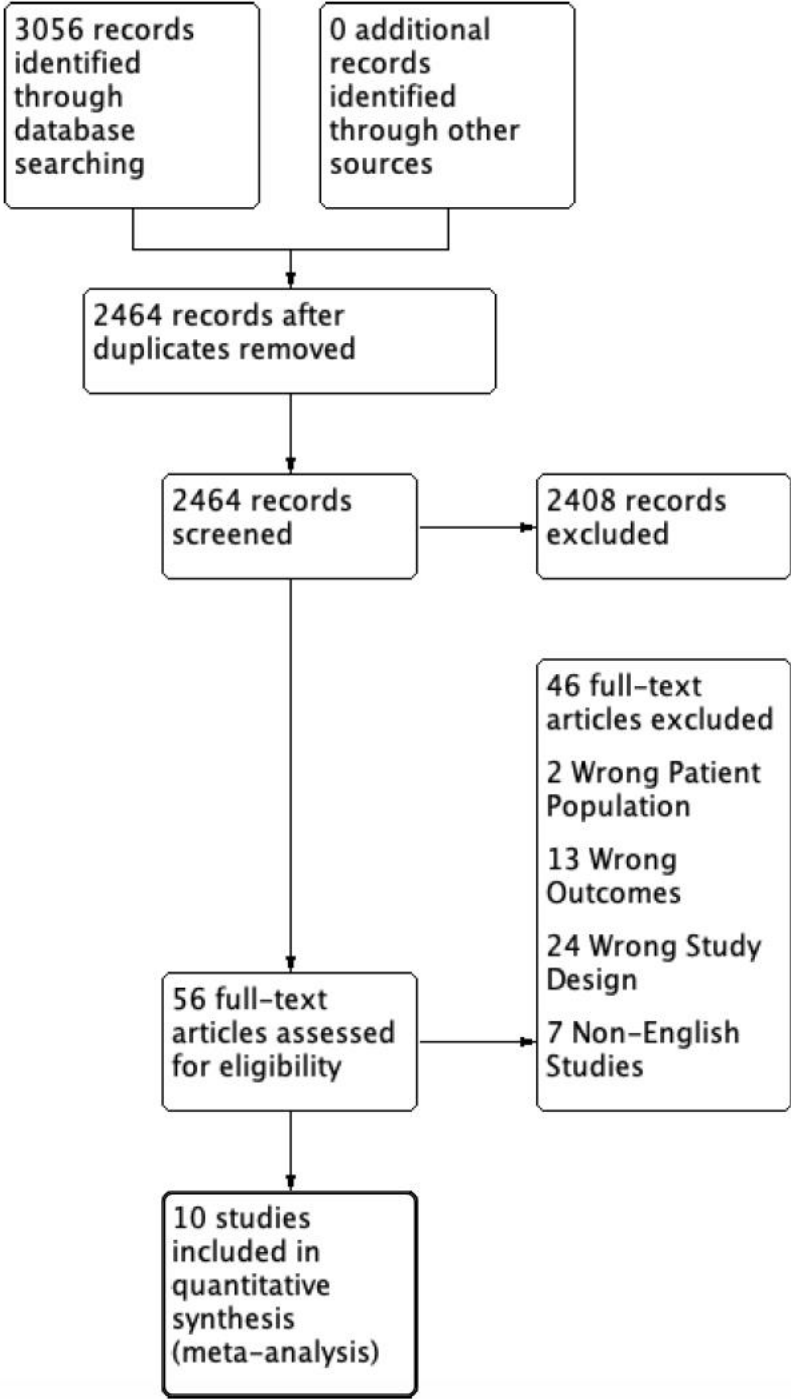 3056 records
identified
through
database
searching
0 additional
records
identified
through other
sources
2464 records after
duplicates removed
2464 records
screened
2408 records
excluded
46 full-text
articles excluded
2 Wrong Patient
Population
13 Wrong
Outcomes
24 Wrong Study
Design
7 Non-English
Studies
56 full-text
articles assessed
for eligibility
10 studies
included in
quantitative
synthesis
(meta-analysis)